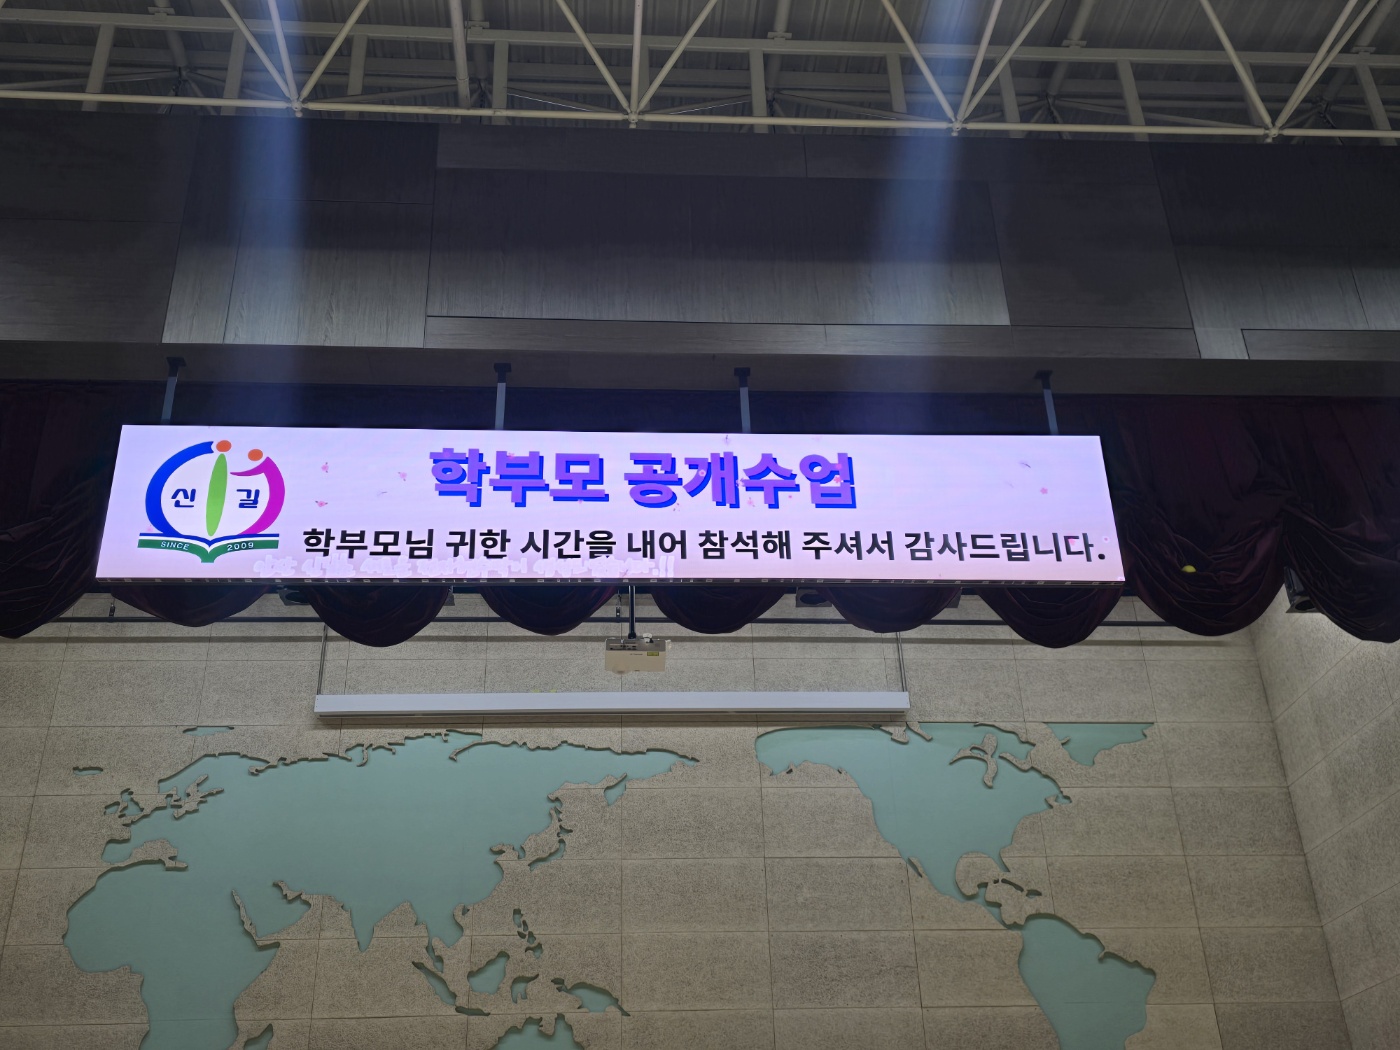 학부모 공개수업
신 길
SINCE 2009
학부모님 귀한 시간을 내어 참석해 주셔서 감사드립니다.